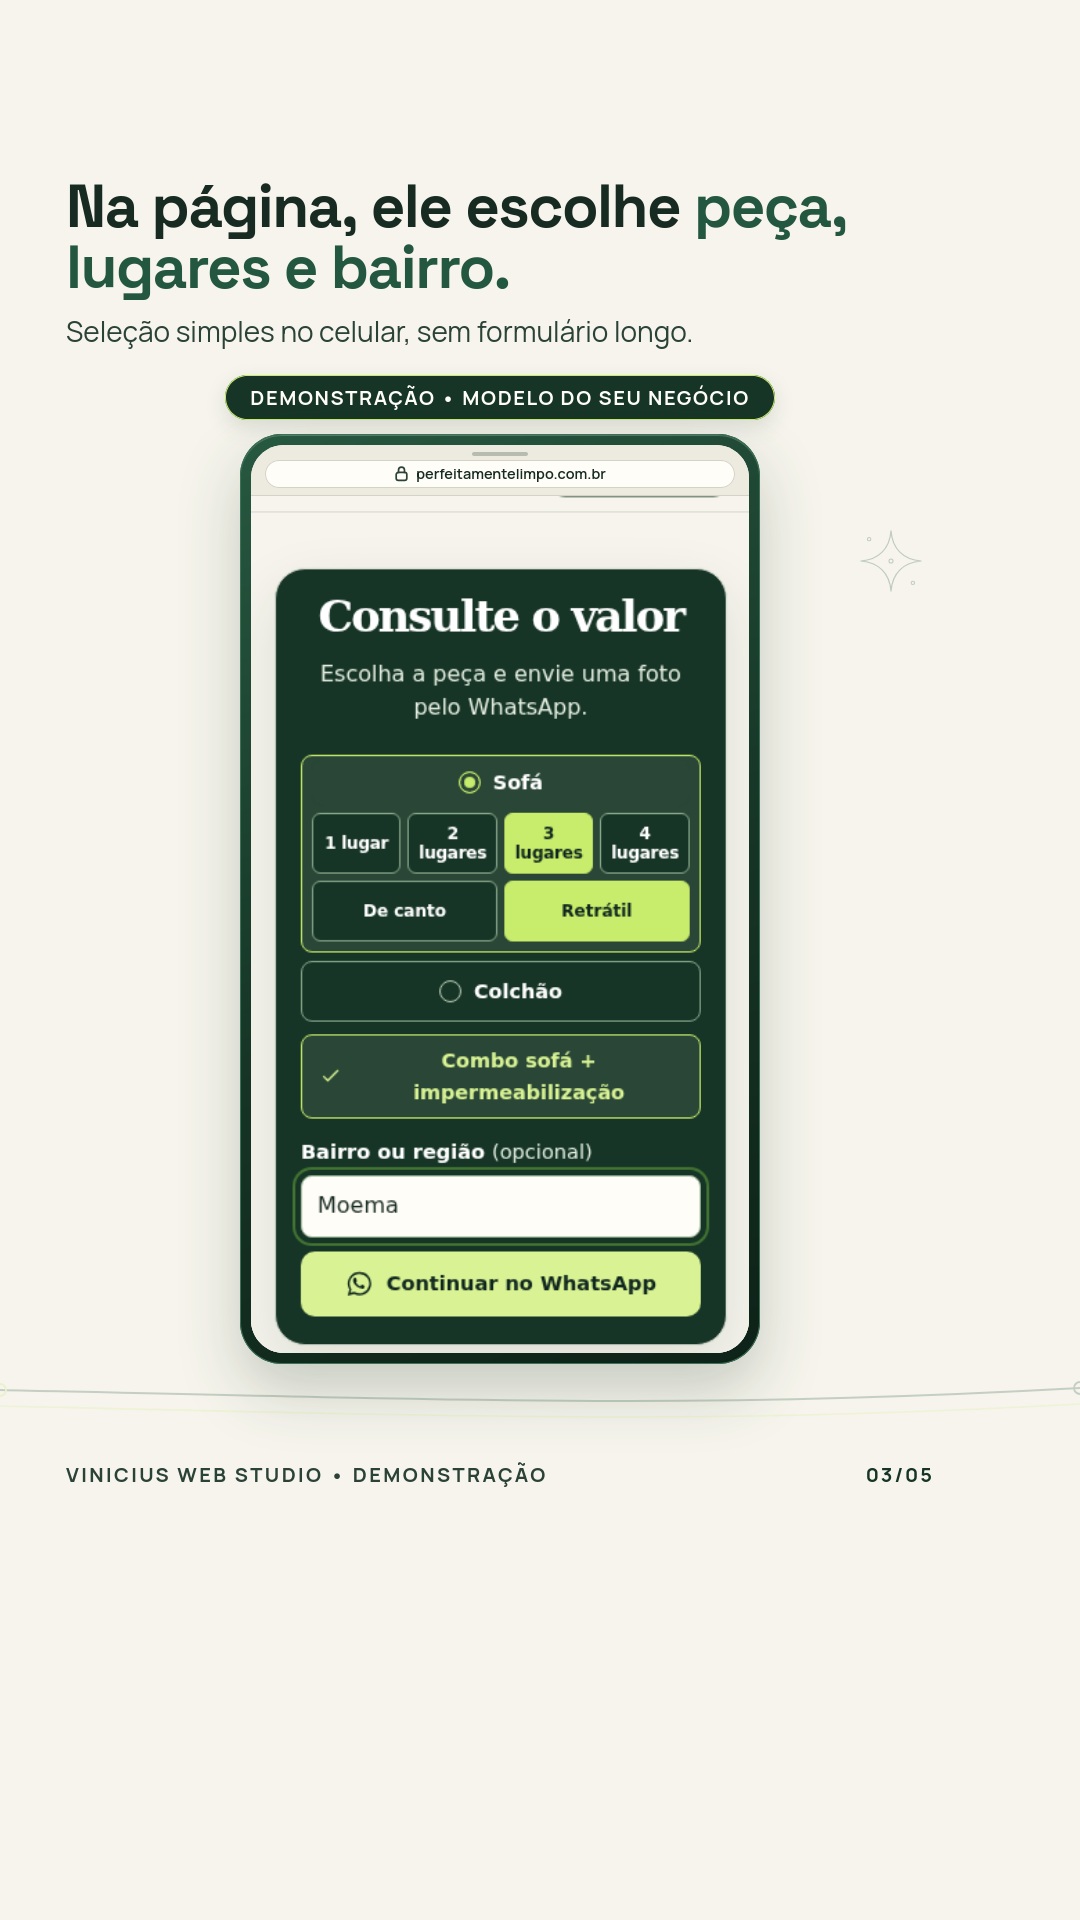 Na página, ele escolhe peça,
lugares e bairro.
Seleção simples no celular, sem formulário longo.
DEMONSTRAÇÃO • MODELO DO SEU NEGÓCIO
perfeitamentelimpo.com.br
Consulte o valor
Escolha a peça e envie uma foto
pelo WhatsApp.
Sofá
1 lugar
2
lugares
3
lugares
4
lugares
De canto
Retrátil
Colchão
Combo sofá +
impermeabilização
Bairro ou região (opcional)
Moema
Continuar no WhatsApp
VINICIUS WEB STUDIO • DEMONSTRAÇÃO
03/05